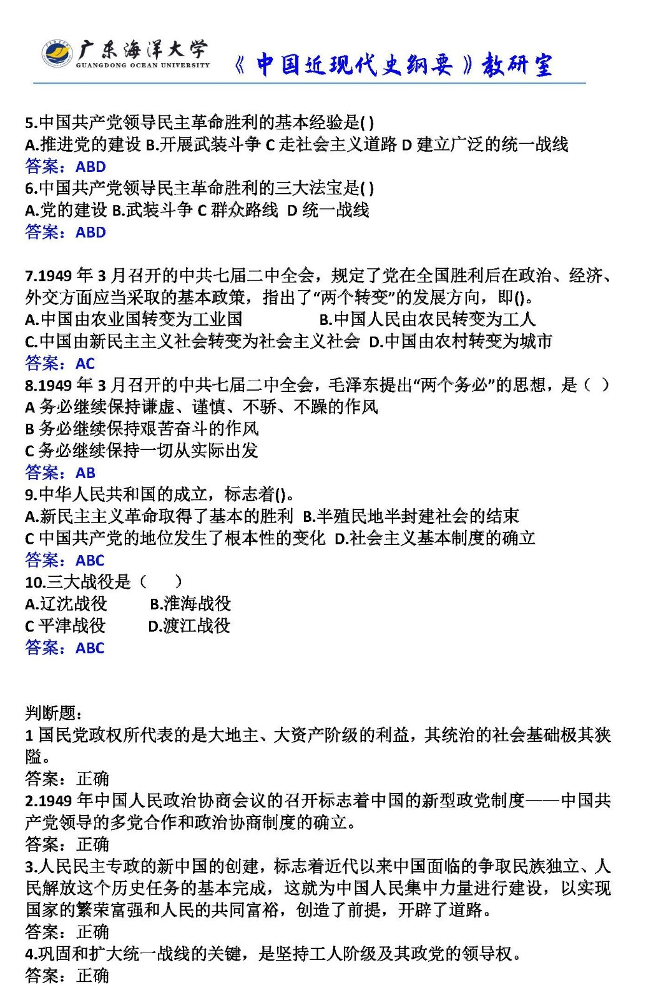 广东海洋大学
GUANGDONG OCEAN UNIVERSITY
《中国近现代史纲要》教研室
5.中国共产党领导民主革命胜利的基本经验是( )
A.推进党的建设 B.开展武装斗争 C 走社会主义道路 D 建立广泛的统一战线
答案：ABD
6.中国共产党领导民主革命胜利的三大法宝是( )
A.党的建设 B.武装斗争 C 群众路线 D 统一战线
答案：ABD
7.1949 年 3 月召开的中共七届二中全会，规定了党在全国胜利后在政治、经济、
外交方面应当采取的基本政策，指出了“两个转变”的发展方向，即()。
A.中国由农业国转变为工业国 B.中国人民由农民转变为工人
C.中国由新民主主义社会转变为社会主义社会 D.中国由农村转变为城市
答案：AC
8.1949 年 3 月召开的中共七届二中全会，毛泽东提出“两个务必”的思想，是（ ）
A 务必继续保持谦虚、谨慎、不骄、不躁的作风
B 务必继续保持艰苦奋斗的作风
C 务必继续保持一切从实际出发
答案：AB
9.中华人民共和国的成立，标志着()。
A.新民主主义革命取得了基本的胜利 B.半殖民地半封建社会的结束
C 中国共产党的地位发生了根本性的变化 D.社会主义基本制度的确立
答案：ABC
10.三大战役是（ ）
A.辽沈战役 B.淮海战役
C 平津战役 D.渡江战役
答案：ABC
判断题：
1 国民党政权所代表的是大地主、大资产阶级的利益，其统治的社会基础极其狭
隘。
答案：正确
2.1949 年中国人民政治协商会议的召开标志着中国的新型政党制度——中国共
产党领导的多党合作和政治协商制度的确立。
答案：正确
3.人民民主专政的新中国的创建，标志着近代以来中国面临的争取民族独立、人
民解放这个历史任务的基本完成，这就为中国人民集中力量进行建设，以实现
国家的繁荣富强和人民的共同富裕，创造了前提，开辟了道路。
答案：正确
4.巩固和扩大统一战线的关键，是坚持工人阶级及其政党的领导权。
答案：正确